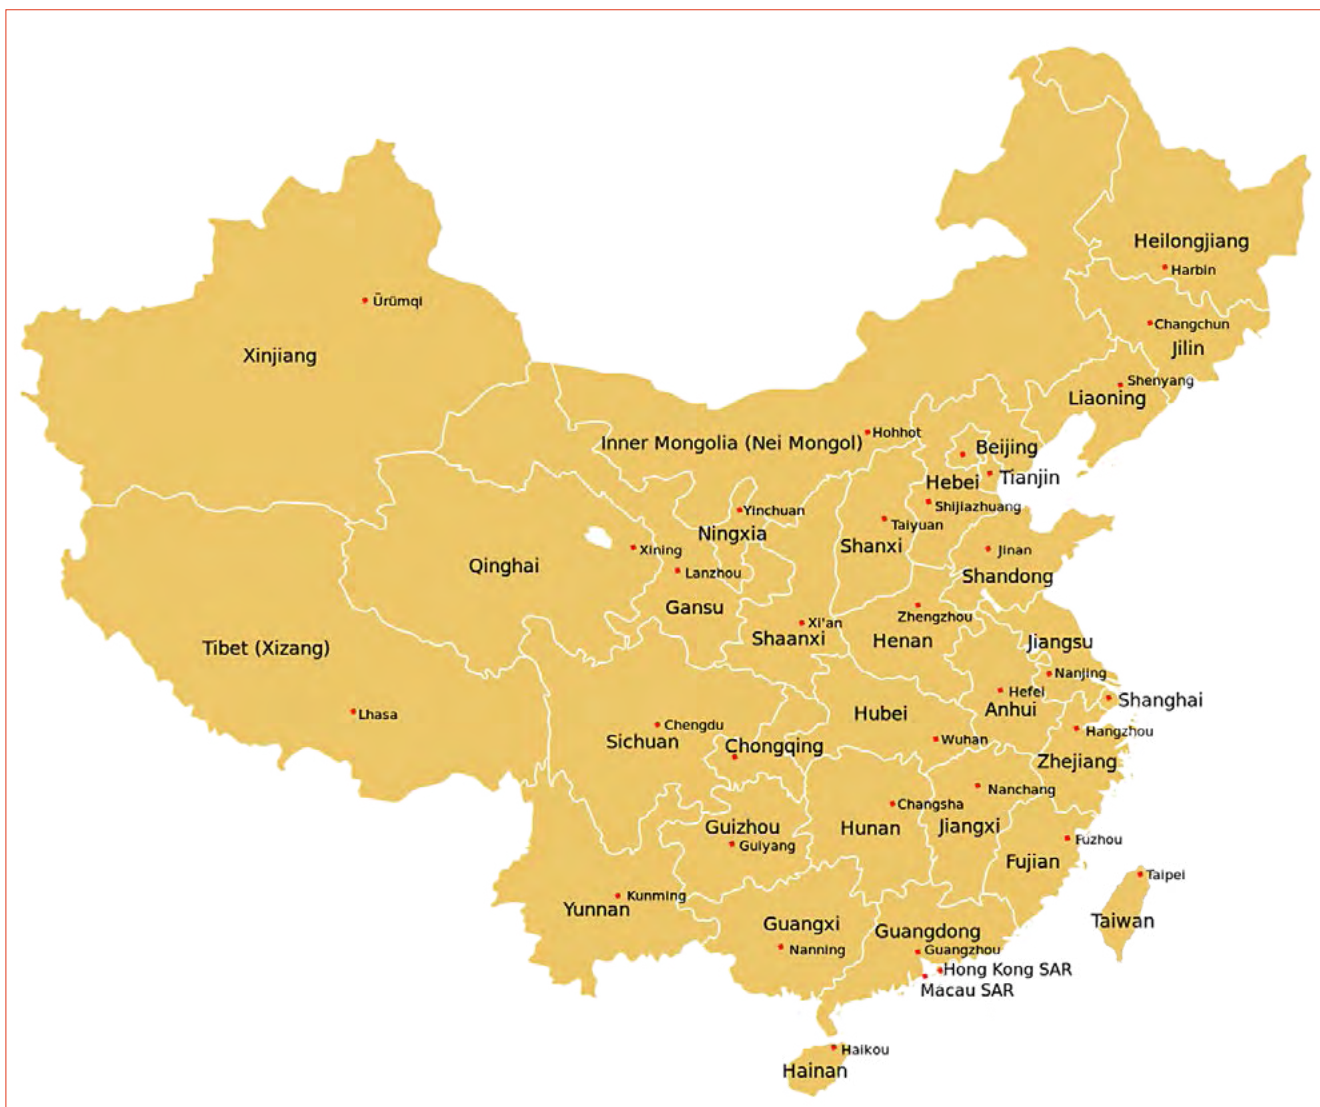 Heilongjiang
Harbin
Ürümqi
Changchun
Jilin
Xinjiang
Shenyang
Liaoning
Hohhot
Inner Mongolia (Nei Mongol)
Beijing
Tianjin
Hebei
Shijiazhuang
Yinchuan
Ningxia
Taiyuan
Shanxi
Xining
Jinan
Qinghai
Lanzhou
Shandong
Gansu
Zhengzhou
Xi'an
Shaanxi
Henan
Jiangsu
Tibet (Xizang)
Nanjing
Hefei
Anhui
Shanghai
Lhasa
Hubei
Chengdu
Sichuan
Hangzhou
Wuhan
Chongqing
Zhejiang
Nanchang
Changsha
Guizhou
Hunan
Jiangxi
Guiyang
Fuzhou
Fujian
Taipei
Kunming
Yunnan
Taiwan
Guangxi
Guangdong
Nanning
Guangzhou
Hong Kong SAR
Macau SAR
Haikou
Hainan